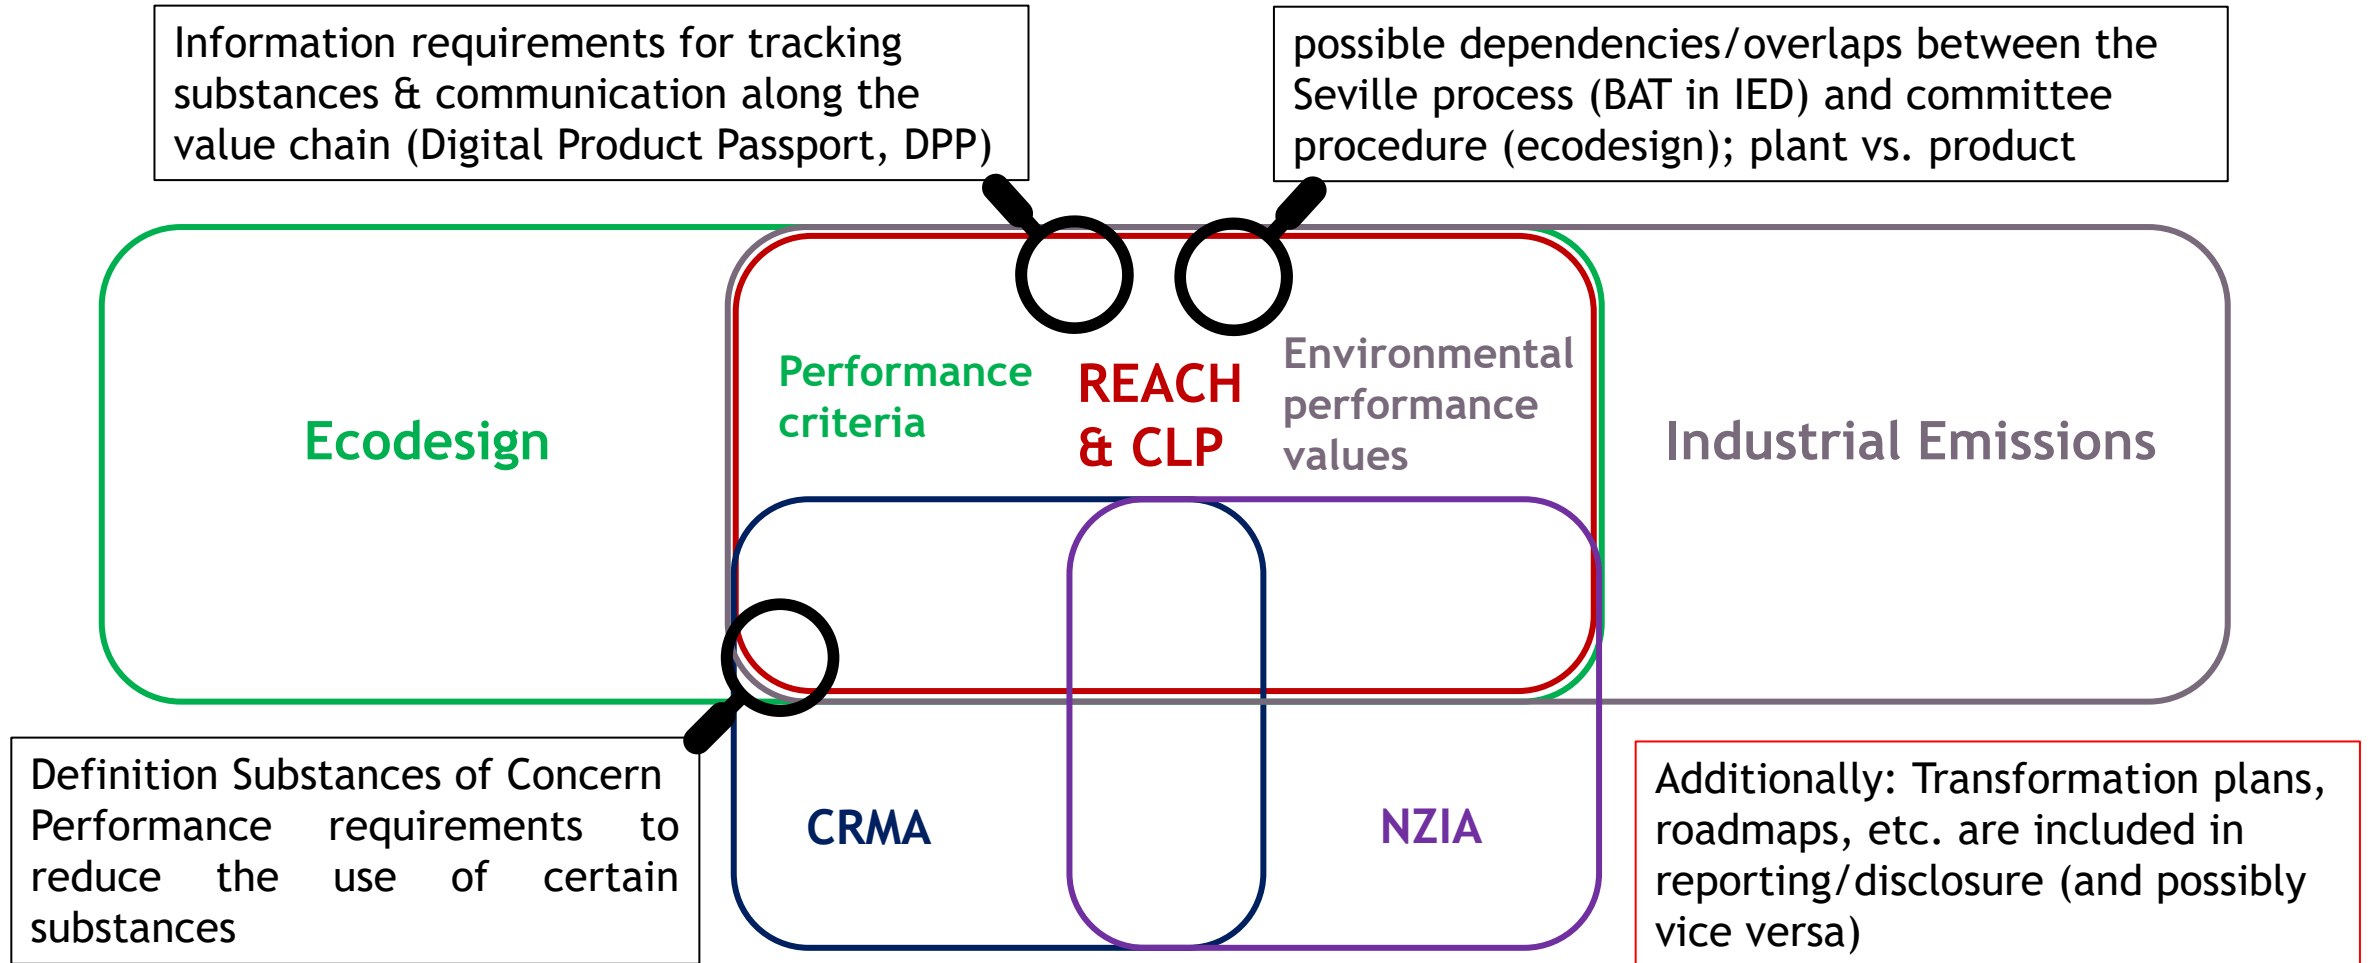 Information requirements for tracking
substances & communication along the
value chain (Digital Product Passport, DPP)
possible dependencies/overlaps between the
Seville process (BAT in IED) and committee
procedure (ecodesign); plant vs. product
Ecodesign
Performance
criteria
REACH
& CLP
Environmental
performance
values
Industrial Emissions
Definition Substances of Concern
Performance requirements to
reduce the use of certain
substances
CRMA
NZIA
Additionally: Transformation plans,
roadmaps, etc. are included in
reporting/disclosure (and possibly
vice versa)